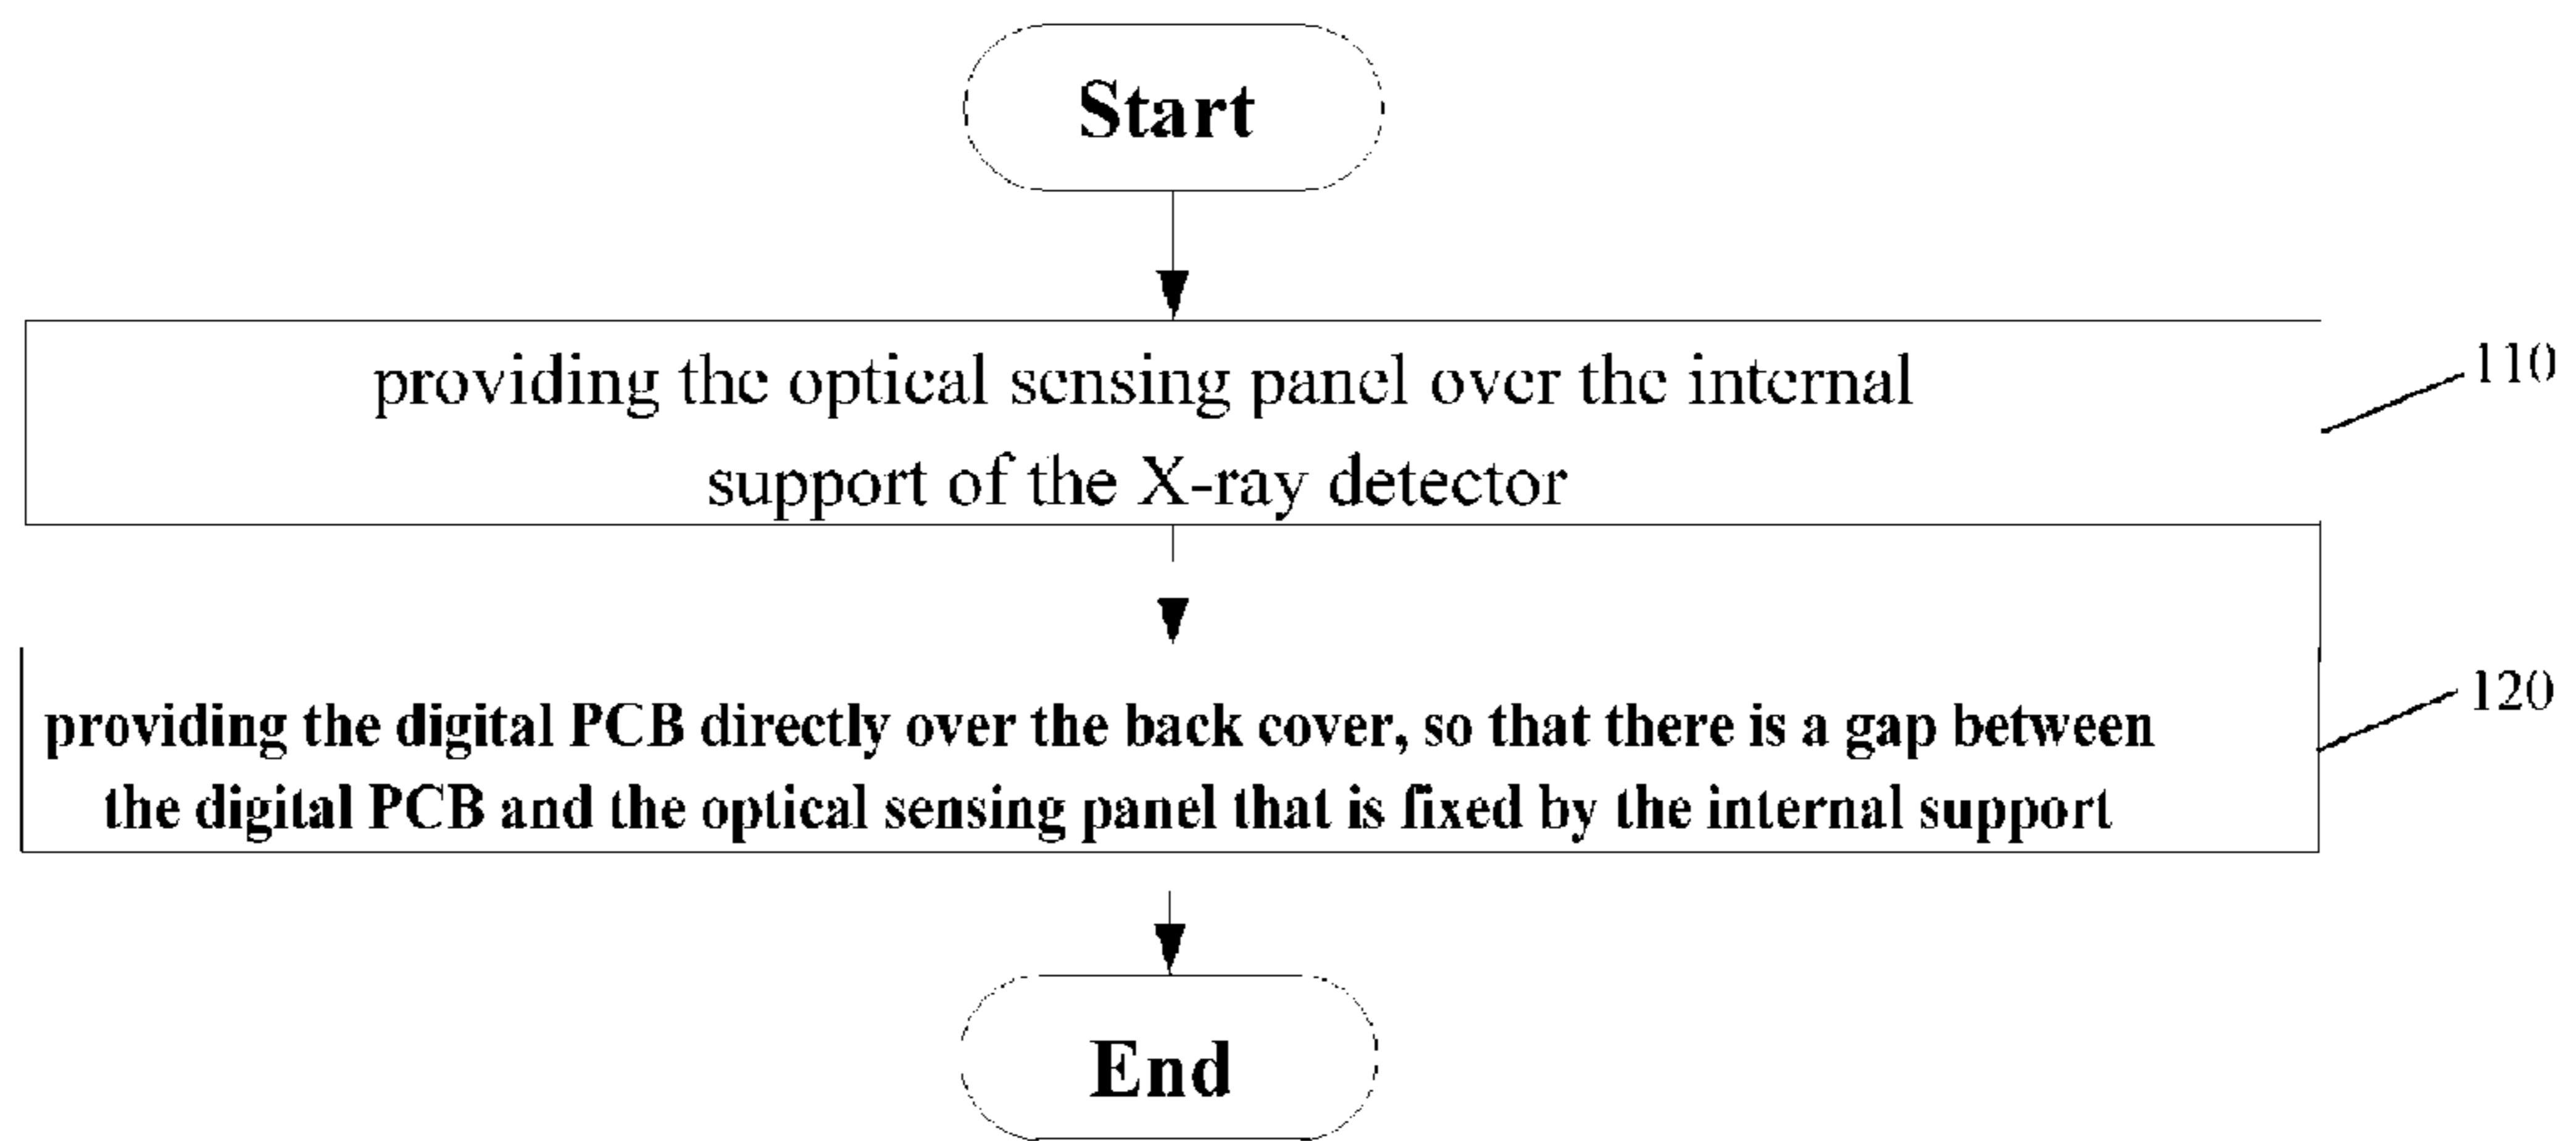 Start
providing the optical sensing panel over the internal
support of the X-ray detector
110
providing the digital PCB directly over the back cover, so that there is a gap between
the digital PCB and the optical sensing panel that is fixed by the internal support
120
End